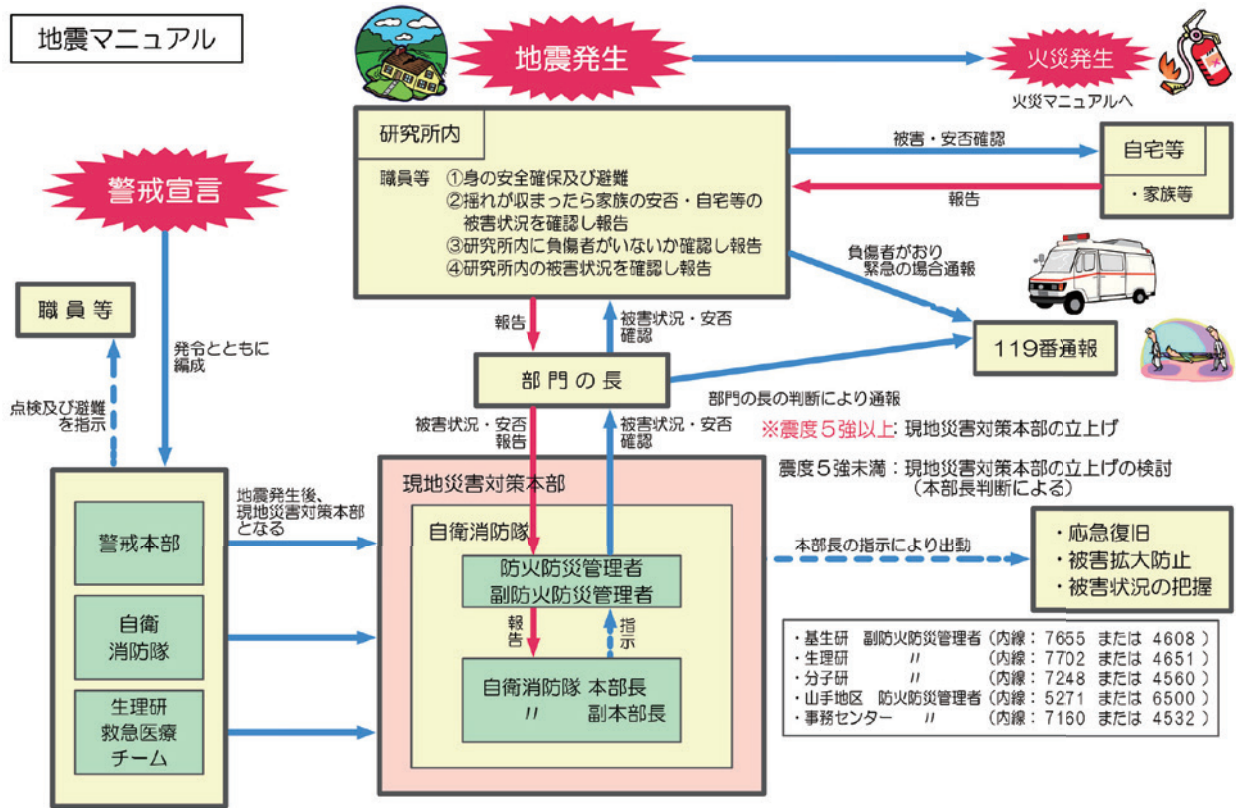 地震マニュアル
地震発生
火災発生
火災マニュアルへ
研究所内
職員等 ①身の安全確保及び避難
②揺れが収まったら家族の安否・自宅等の
被害状況を確認し報告
③研究所内に負傷者がいないか確認し報告
④研究所内の被害状況を確認し報告
被害・安否確認
報告
自宅等
・家族等
警戒宣言
負傷者がおり
緊急の場合通報
職員等
発令とともに
編成
点検及び避難
を指示
報告
被害状況・安否
確認
119番通報
部門の長
部門の長の判断により通報
被害状況・安否
報告
被害状況・安否
確認
※震度5強以上：現地災害対策本部の立上げ
震度5強未満：現地災害対策本部の立上げの検討
（本部長判断による）
警戒本部
自衛
消防隊
生理研
救急医療
チーム
地震発生後、
現地災害対策本部
となる
現地災害対策本部
自衛消防隊
防火防災管理者
副防火防災管理者
報告
指示
自衛消防隊 本部長
〃 副本部長
本部長の指示により出動
・応急復旧
・被害拡大防止
・被害状況の把握
・基生研 副防火防災管理者（内線：7655 または 4608）
・生理研 〃 （内線：7702 または 4651）
・分子研 〃 （内線：7248 または 4560）
・山手地区 防火防災管理者（内線：5271 または 6500）
・事務センター 〃 （内線：7160 または 4532）